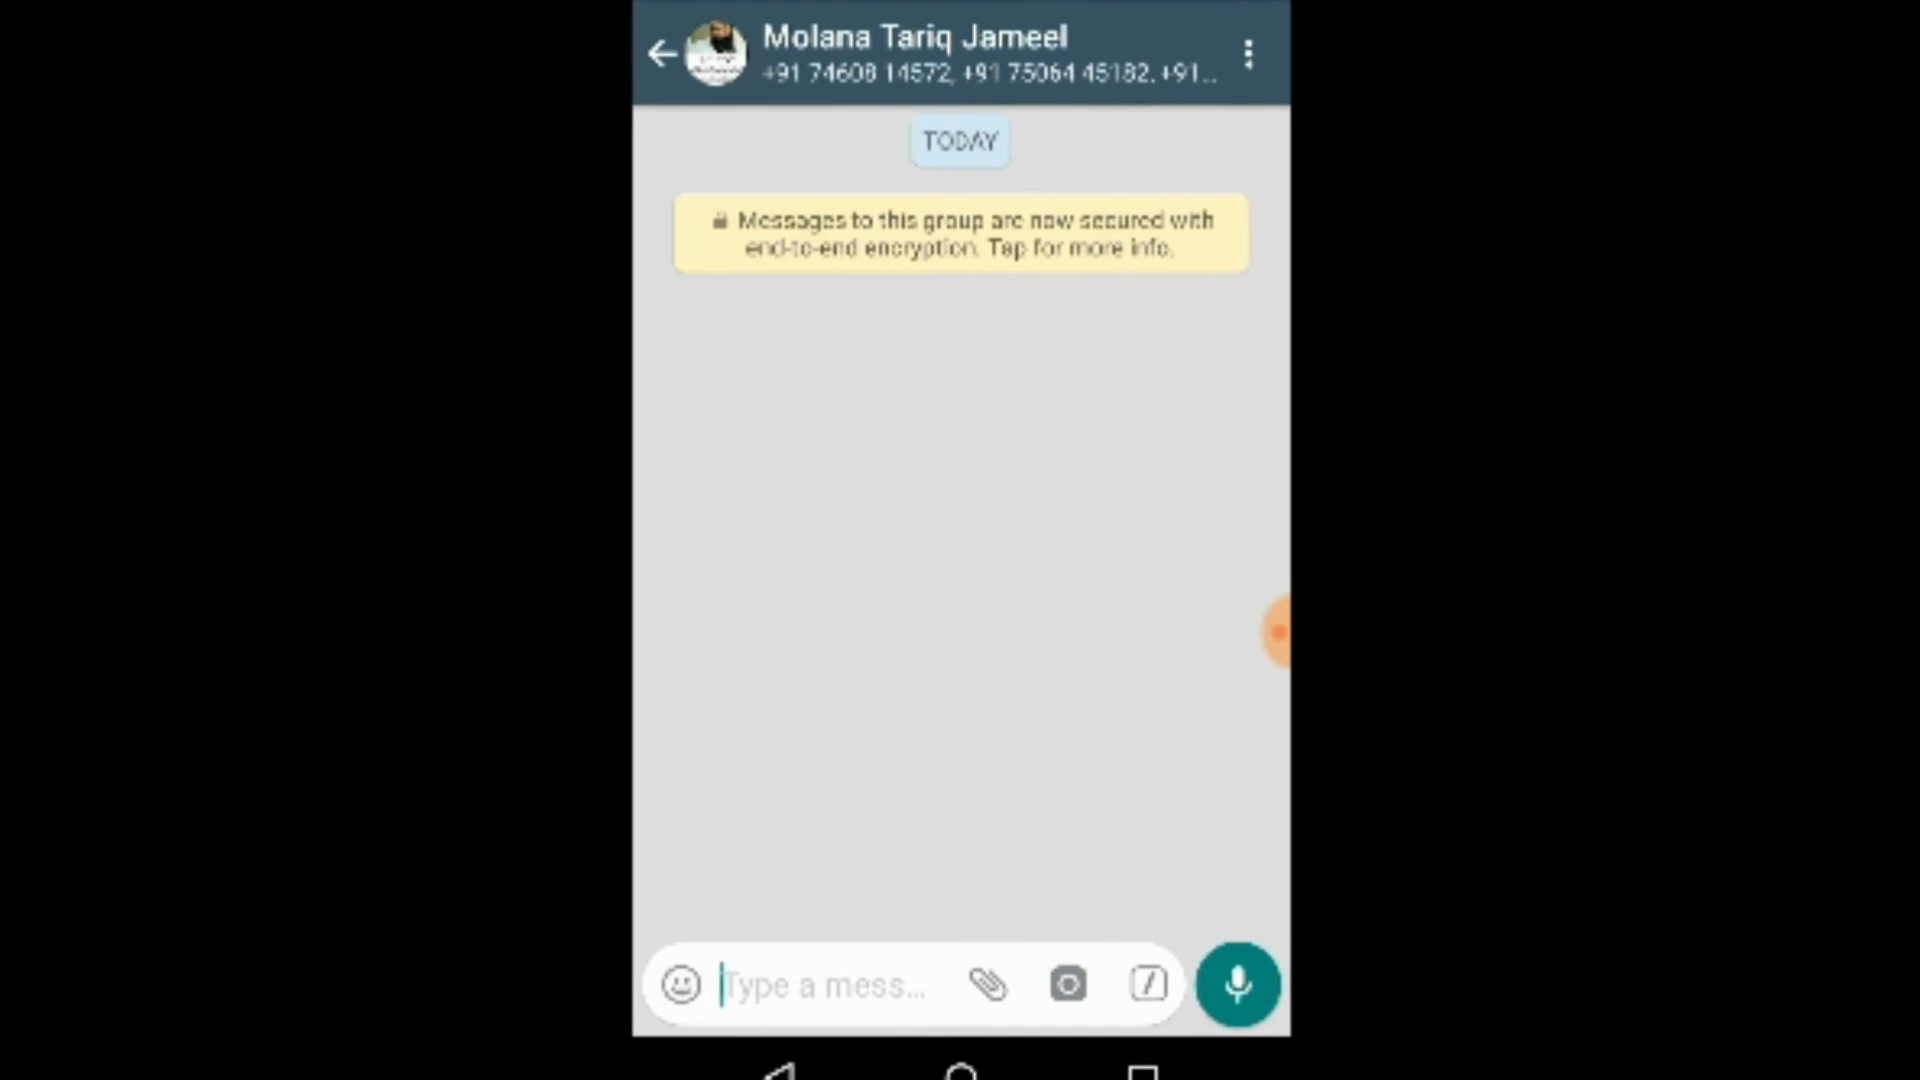 Molana Tariq Jameel
+91 74608 14572, +91 75064 45182, +91...
TODAY
Messages to this group are now secured with
end-to-end encryption. Tap for more info.
Type a mess...